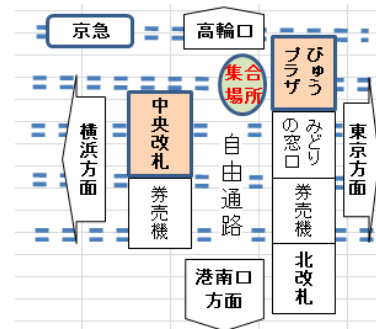 京急
高輪口
びゅう
プラザ
集合
場所
中央改札
横浜方面
みどり
の窓口
東京方面
自由通路
券売機
券売機
北改札
港南口
方面